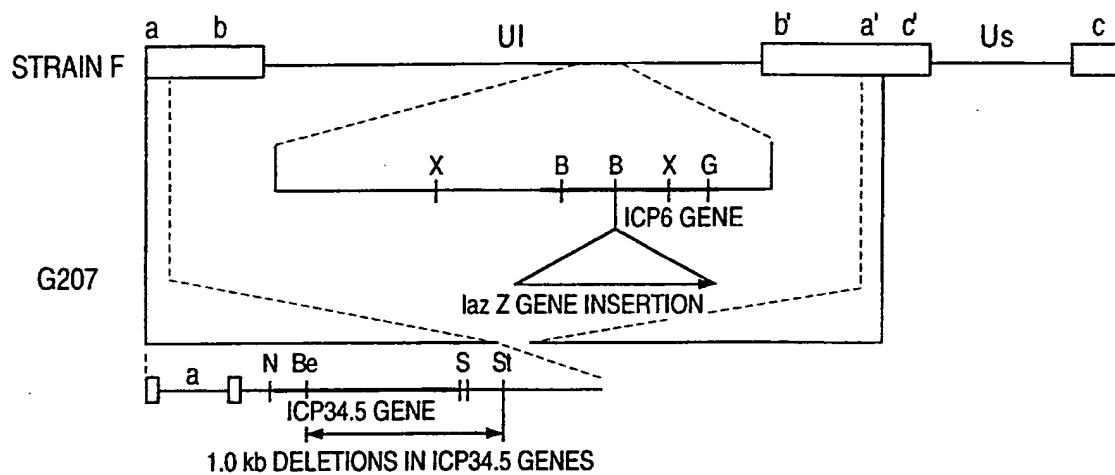 a b Ul b' a' c' Us c
STRAIN F
X B B X G
ICP6 GENE
G207
laz Z GENE INSERTION
a N Be S St
ICP34.5 GENE
1.0 kb DELETIONS IN ICP34.5 GENES